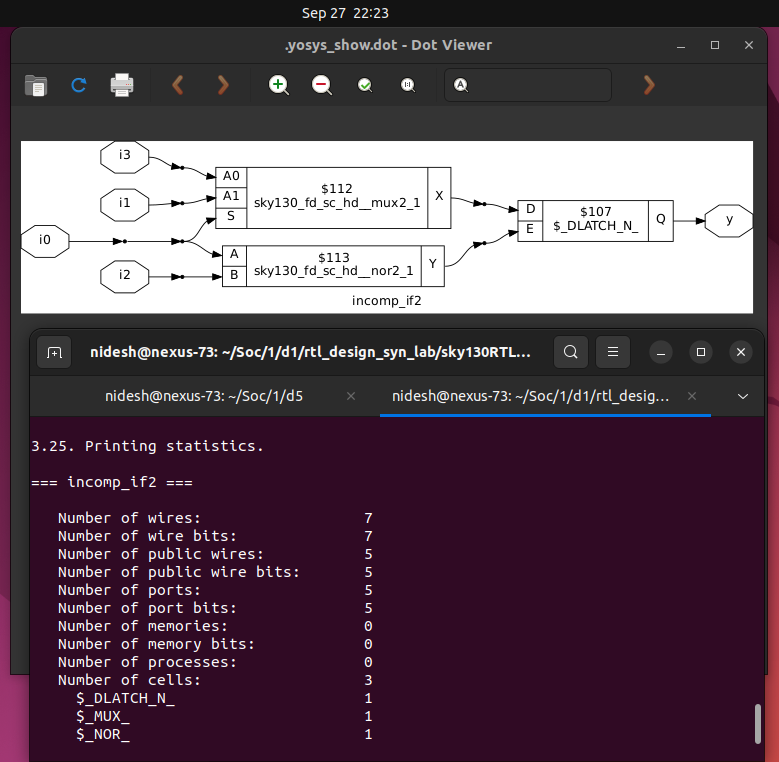 Sep 27 22:23
.yosys_show.dot - Dot Viewer
i3
i1
i0
i2
A0
A1
S
$112
sky130_fd_sc_hd__mux2_1
X
A
B
$113
sky130_fd_sc_hd__nor2_1
Y
D
E
$107
$_DLATCH_N_
Q
y
incomp_if2
nidesh@nexus-73: ~/Soc/1/d1/rtl_design_syn_lab/sky130RTL...
nidesh@nexus-73: ~/Soc/1/d5
nidesh@nexus-73: ~/Soc/1/d1/rtl_desig...
3.25. Printing statistics.
=== incomp_if2 ===
Number of wires: 7
Number of wire bits: 7
Number of public wires: 5
Number of public wire bits: 5
Number of ports: 5
Number of port bits: 5
Number of memories: 0
Number of memory bits: 0
Number of processes: 0
Number of cells: 3
$_DLATCH_N_ 1
$_MUX_ 1
$_NOR_ 1